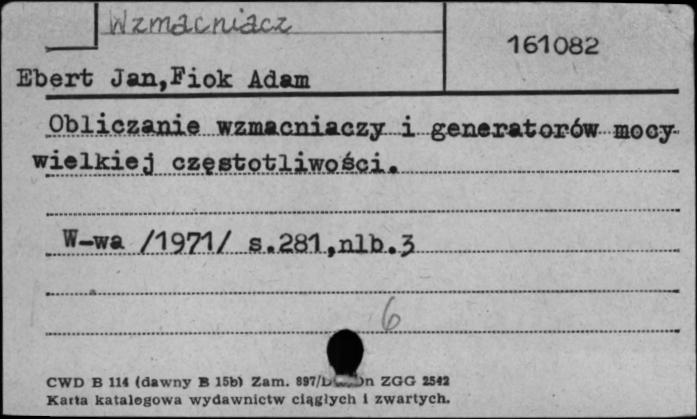 Wzmacniacz
161082
Ebert Jan,Fiok Adam
Obliczanie wzmacniaczy i generatorów mocy
wielkiej częstotliwości.
W-wa /1971/ s.281,nlb.3
6
CWD B 114 (dawny B 15b) Zam. 897/ ZGG 2542
Karta katalogowa wydawnictw ciągłych i zwartych.